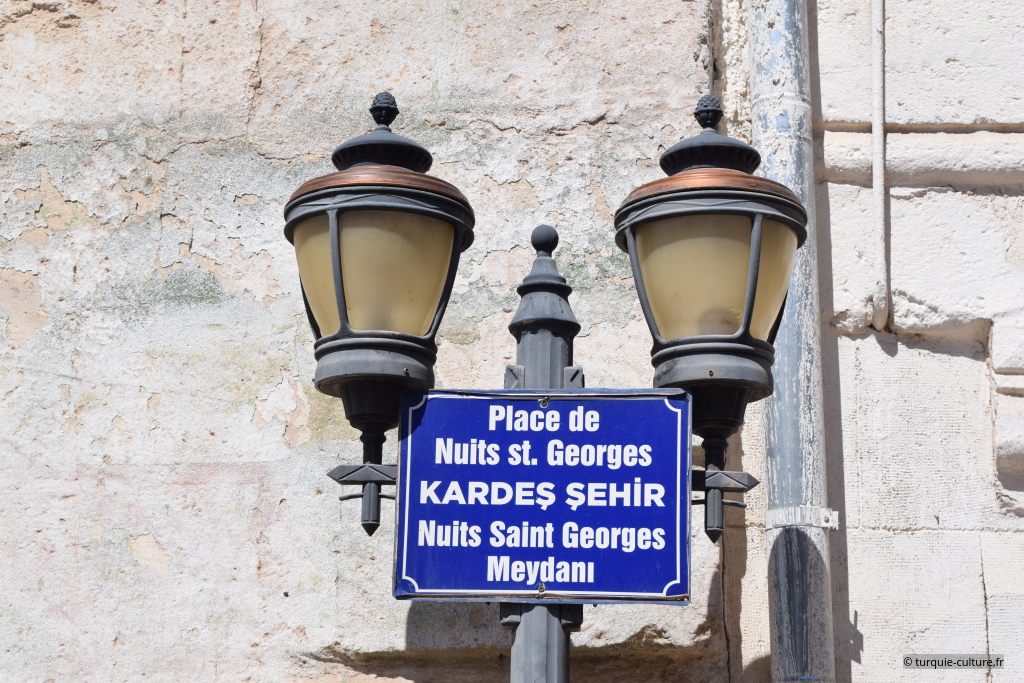 Place de
Nuits st. Georges
KARDEŞ ŞEHİR
Nuits Saint Georges
Meydanı
© turquie-culture.fr